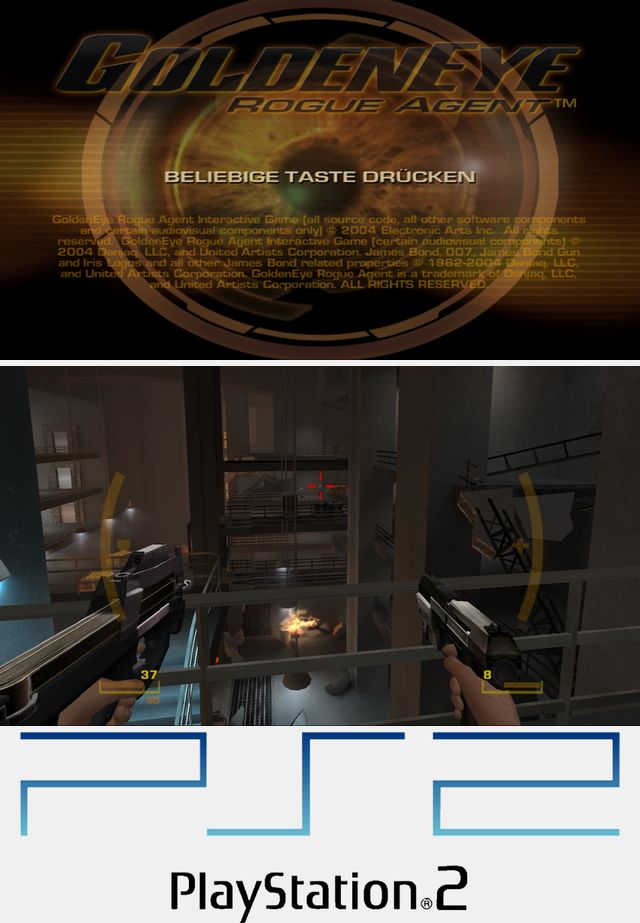 GOLDENEYE
ROGUE AGENT™
BELIEBIGE TASTE DRÜCKEN
GoldenEye Rogue Agent Interactive Game (all source code, all other software components
and certain audiovisual components only) © 2004 Electronic Arts Inc. All rights
reserved. GoldenEye Rogue Agent Interactive Game (certain audiovisual components) ©
2004 Danjaq, LLC, and United Artists Corporation. James Bond, 007, James Bond Gun
and Iris Logos and all other James Bond related properties © 1962-2004 Danjaq, LLC,
and United Artists Corporation. GoldenEye Rogue Agent is a trademark of Danjaq, LLC,
and United Artists Corporation. ALL RIGHTS RESERVED.
37
50
8
PS2
PlayStation®2